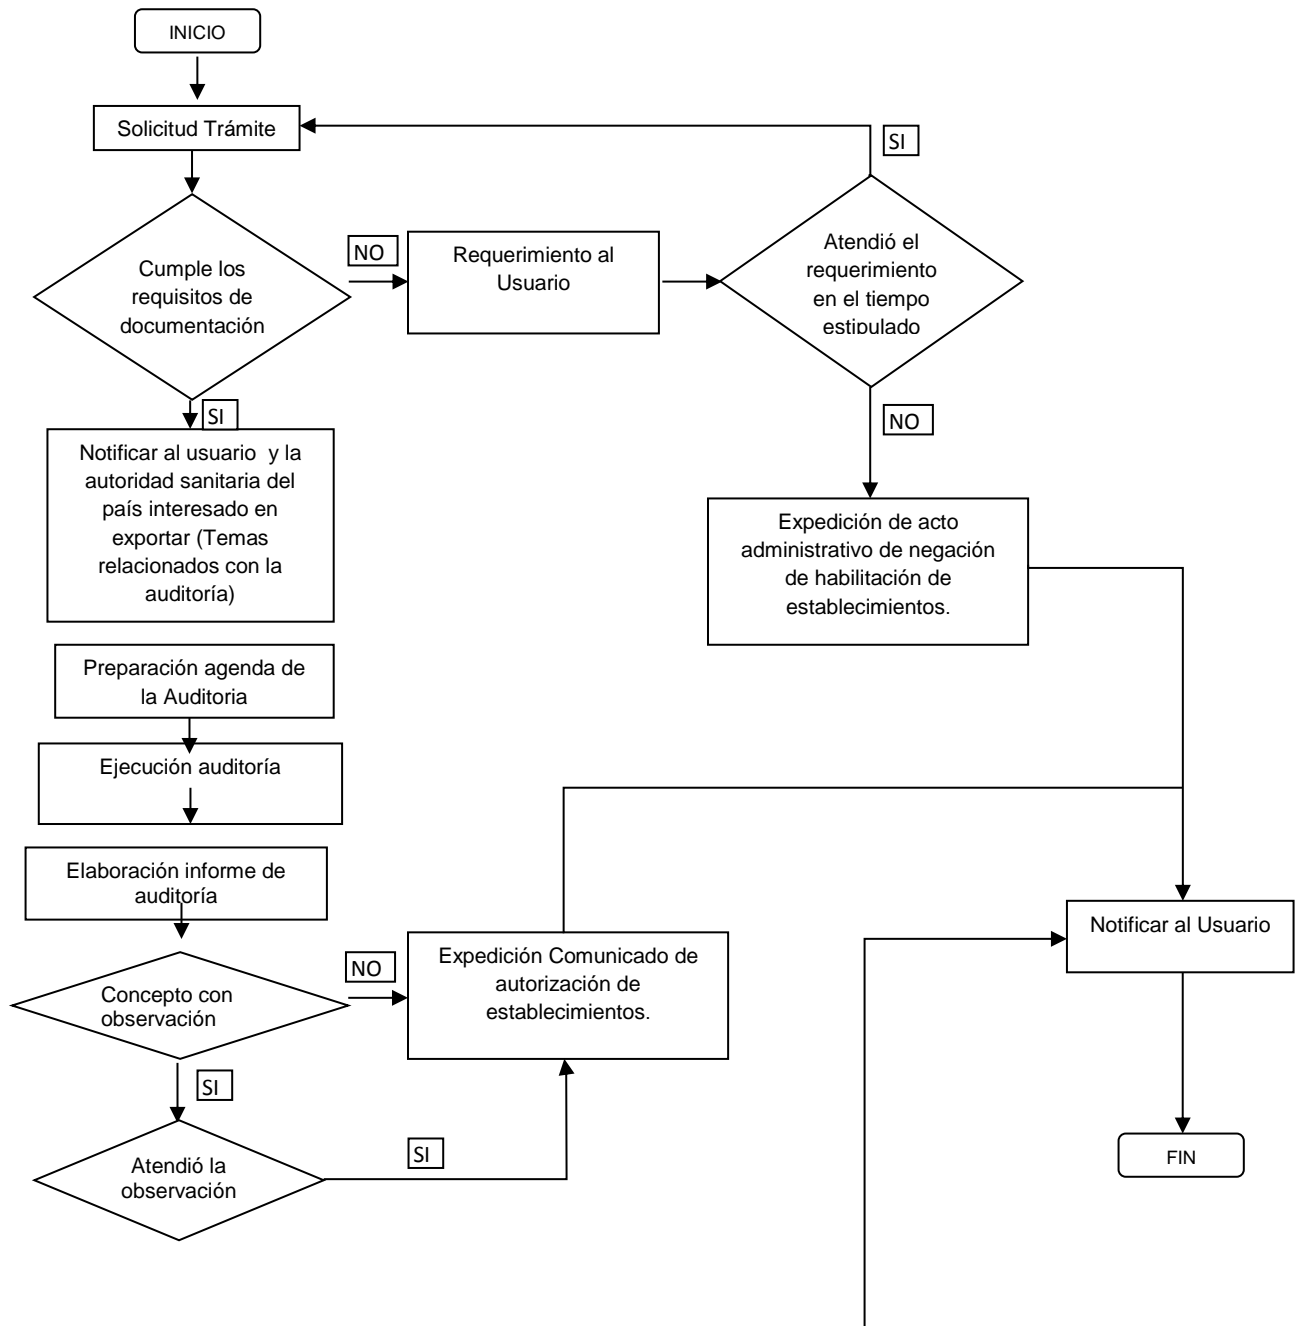 INICIO
Solicitud Trámite
SI
Cumple los
requisitos de
documentación
NO
Requerimiento al
Usuario
Atendió el
requerimiento
en el tiempo
estipulado
SI
NO
Notificar al usuario y la
autoridad sanitaria del
país interesado en
exportar (Temas
relacionados con la
auditoría)
Expedición de acto
administrativo de negación
de habilitación de
establecimientos.
Preparación agenda de
la Auditoria
Ejecución auditoría
Elaboración informe de
auditoría
Notificar al Usuario
Concepto con
observación
NO
Expedición Comunicado de
autorización de
establecimientos.
SI
Atendió la
observación
SI
FIN